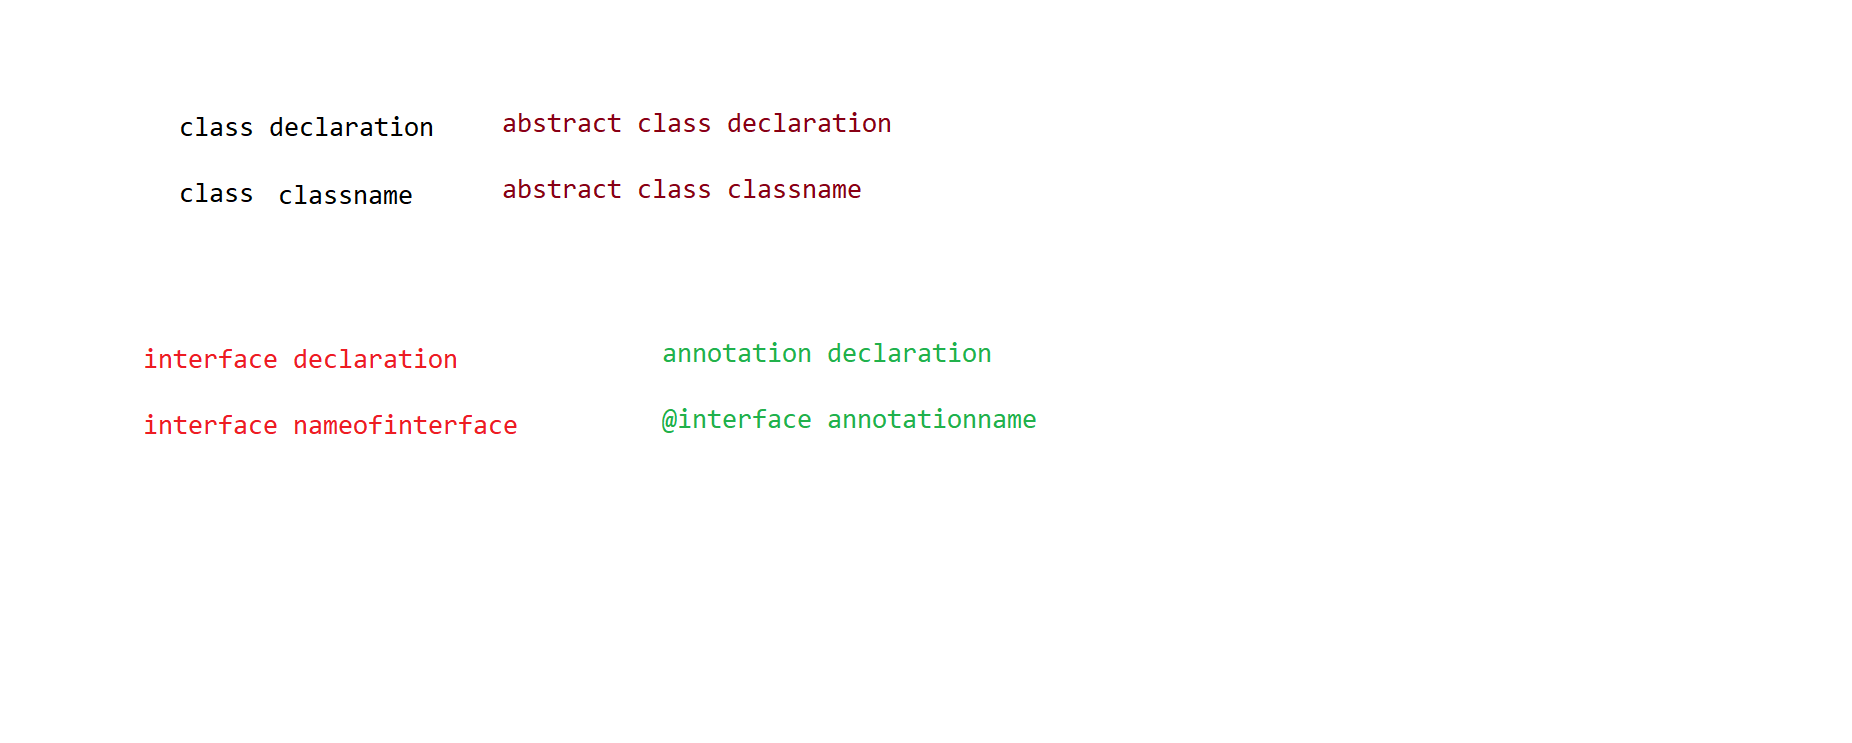 class declaration
abstract class declaration
class classname
abstract class classname
interface declaration
annotation declaration
interface nameofinterface
@interface annotationname